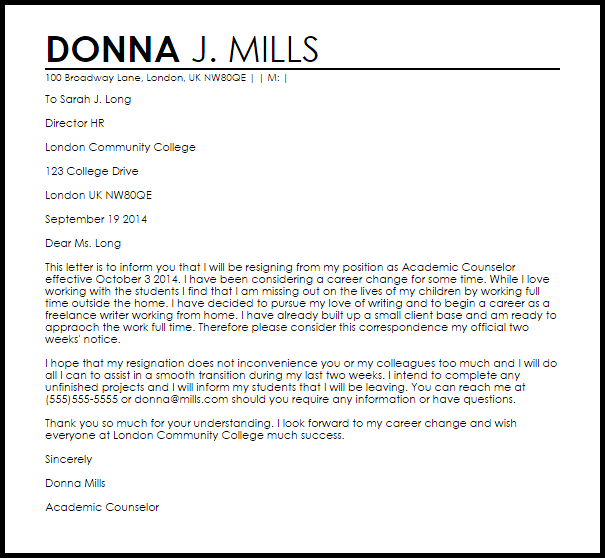 DONNA J. MILLS
100 Broadway Lane, London, UK NW80QE | | M: |
To Sarah J. Long
Director HR
London Community College
123 College Drive
London UK NW80QE
September 19 2014
Dear Ms. Long
This letter is to inform you that I will be resigning from my position as Academic Counselor
effective October 3 2014. I have been considering a career change for some time. While I love
working with the students I find that I am missing out on the lives of my children by working full
time outside the home. I have decided to pursue my love of writing and to begin a career as a
freelance writer working from home. I have already built up a small client base and am ready to
appraoch the work full time. Therefore please consider this correspondence my official two
weeks' notice.
I hope that my resignation does not inconvenience you or my colleagues too much and I will do
all I can to assist in a smooth transition during my last two weeks. I intend to complete any
unfinished projects and I will inform my students that I will be leaving. You can reach me at
(555)555-5555 or donna@mills.com should you require any information or have questions.
Thank you so much for your understanding. I look forward to my career change and wish
everyone at London Community College much success.
Sincerely
Donna Mills
Academic Counselor